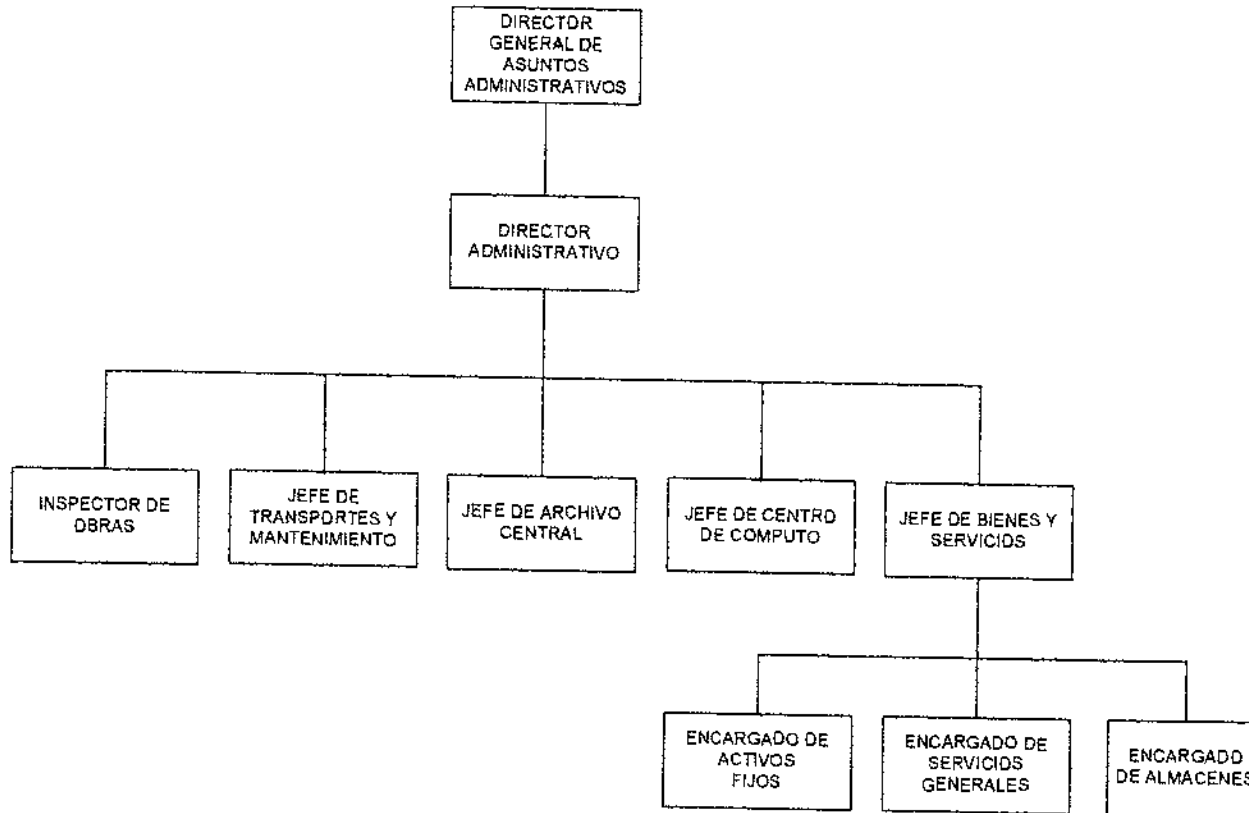 DIRECTOR
GENERAL DE
ASUNTOS
ADMINISTRATIVOS
DIRECTOR
ADMINISTRATIVO
INSPECTOR DE
OBRAS
JEFE DE
TRANSPORTES Y
MANTENIMIENTO
JEFE DE ARCHIVO
CENTRAL
JEFE DE CENTRO
DE COMPUTO
JEFE DE BIENES Y
SERVICIOS
ENCARGADO DE
ACTIVOS
FIJOS
ENCARGADO DE
SERVICIOS
GENERALES
ENCARGADO
DE ALMACENES